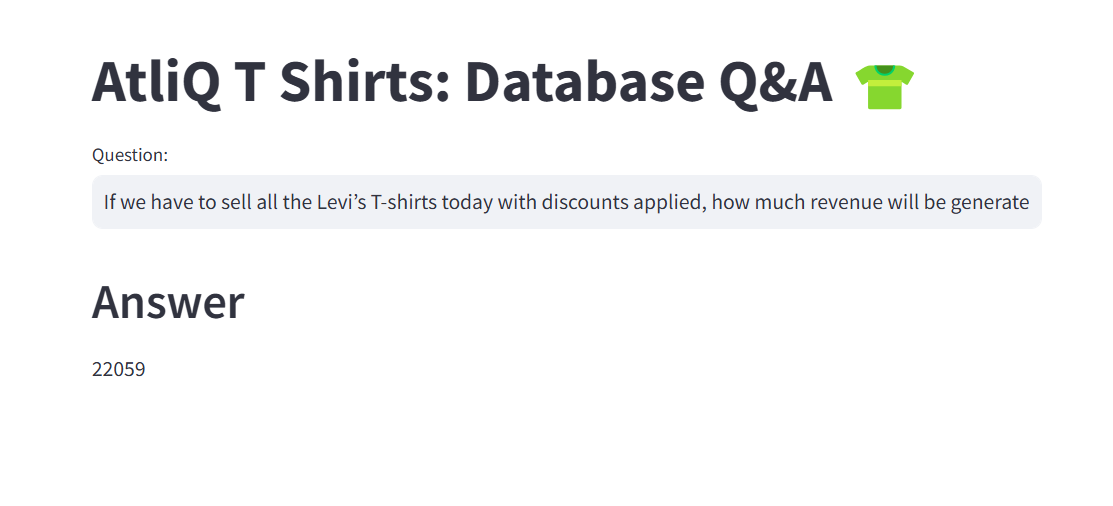 AtliQ T Shirts: Database Q&A
Question:
If we have to sell all the Levi’s T-shirts today with discounts applied, how much revenue will be generate
Answer
22059